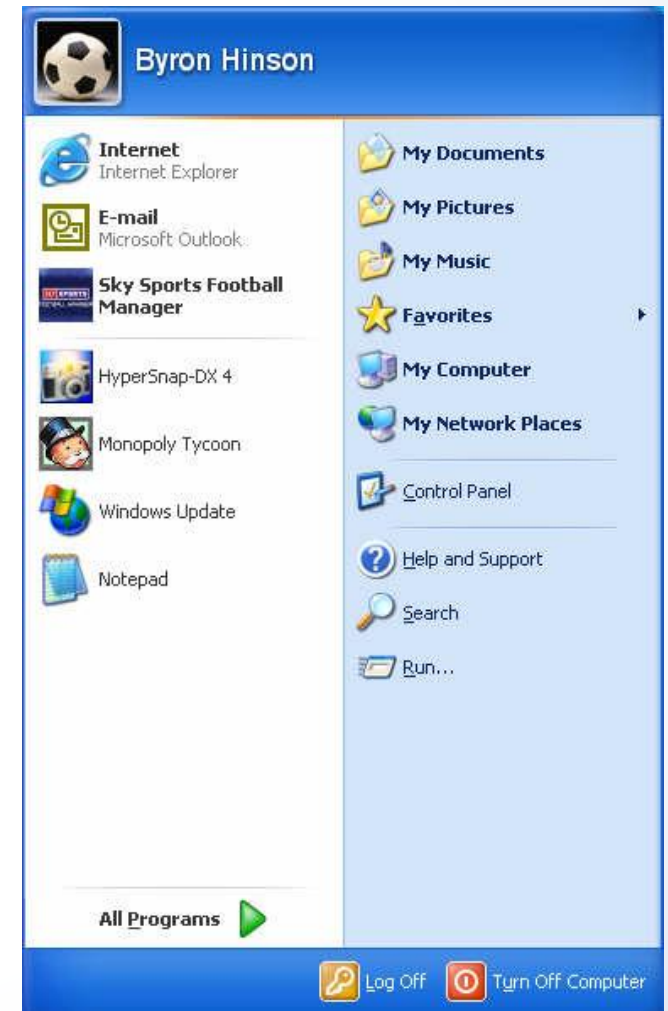 Byron Hinson
Internet
Internet Explorer
E-mail
Microsoft Outlook
Sky Sports Football
Manager
HyperSnap-DX 4
Monopoly Tycoon
Windows Update
Notepad
All Programs
My Documents
My Pictures
My Music
Favorites
My Computer
My Network Places
Control Panel
Help and Support
Search
Run...
Log Off
Turn Off Computer